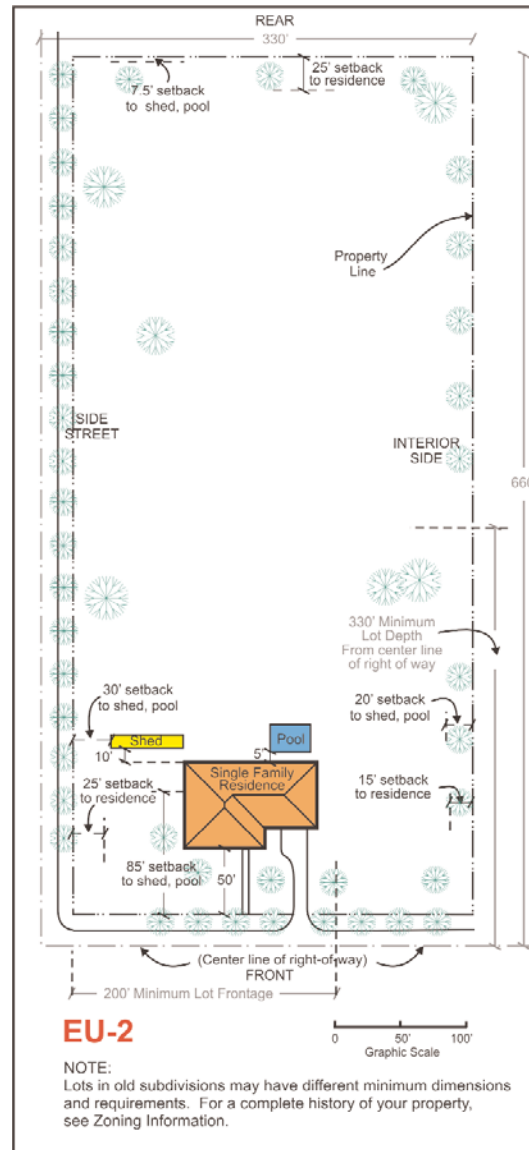 REAR
330'
7.5' setback
to shed, pool
25' setback
to residence
Property
Line
SIDE
STREET
INTERIOR
SIDE
660
330' Minimum
Lot Depth
From center line
of right of way
30' setback
to shed, pool
20' setback
to shed, pool
Shed
Pool
10'
5'
Single Family
Residence
25' setback
to residence
15' setback
to residence
85' setback
to shed, pool
50'
(Center line of right-of-way)
FRONT
200' Minimum Lot Frontage
EU-2
0 50' 100'
Graphic Scale
NOTE:
Lots in old subdivisions may have different minimum dimensions
and requirements. For a complete history of your property,
see Zoning Information.